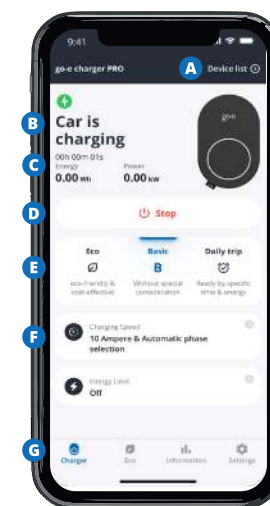 9:41
go-e charger PRO
A
Device list
B
Car is
charging
go-e
C
00h 00m 01s
Energy
Power
0.00 Wh
0.00 kW
D
Stop
Eco
Basic
Daily trip
E
B
eco-friendly &
cost-effective
Without special
consideration
Ready by specific
time & energy
F
Charging Speed
10 Ampere & Automatic phase
selection
Energy Limit
Off
G
Charger
Eco
Information
Settings